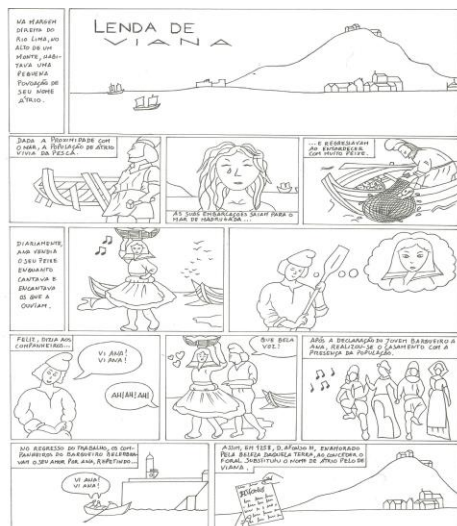 NA MARGEM
DIREITA DO
RIO LIMA, NO
ALTO DE UM
MONTE, HABI-
TAVA UMA
PEQUENA
POVOAÇÃO DE
SEU NOME
ÁTRIO.
LENDA DE
VIANA
DADA A PROXIMIDADE COM
O MAR, A POPULAÇÃO DE ÁTRIO
VIVIA DA PESCA.
AS SUAS EMBARCAÇÕES SAIAM PARA O
MAR DE MADRUGADA...
...E REGRESSAVAM
AO ENTARDECER
COM MUITO PEIXE.
DIARIAMENTE,
ANA VENDIA
O SEU PEIXE
ENQUANTO
CANTAVA E
ENCANTAVA
OS QUE A
OUVIAM.
FELIZ, DIZIA AOS
COMPANHEIROS...
VI ANA!
VI ANA!
AH! AH! AH!
QUE BELA
VOZ!
APÓS A DECLARAÇÃO DO JOVEM BARQUEIRO A
ANA, REALIZOU-SE O CASAMENTO COM A
PRESENÇA DA POPULAÇÃO.
NO REGRESSO DO TRABALHO, OS COM-
PANHEIROS DO BARQUEIRO RELEMBRA-
VAM O SEU AMOR POR ANA, REPETINDO...
VI ANA!
VI ANA!
ASSIM, EM 1258, D. AFONSO III, ENAMORADO
PELA BELEZA DAQUELA TERRA, AO CONCEDER O
FORAL, SUBSTITUIU O NOME DE ÁTRIO PELO DE
VIANA.